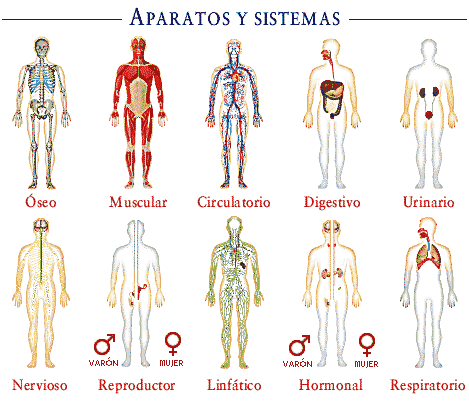 APARATOS Y SISTEMAS
Óseo Muscular Circulatorio Digestivo Urinario
VARÓN MUJER VARÓN MUJER
Nervioso Reproductor Linfático Hormonal Respiratorio